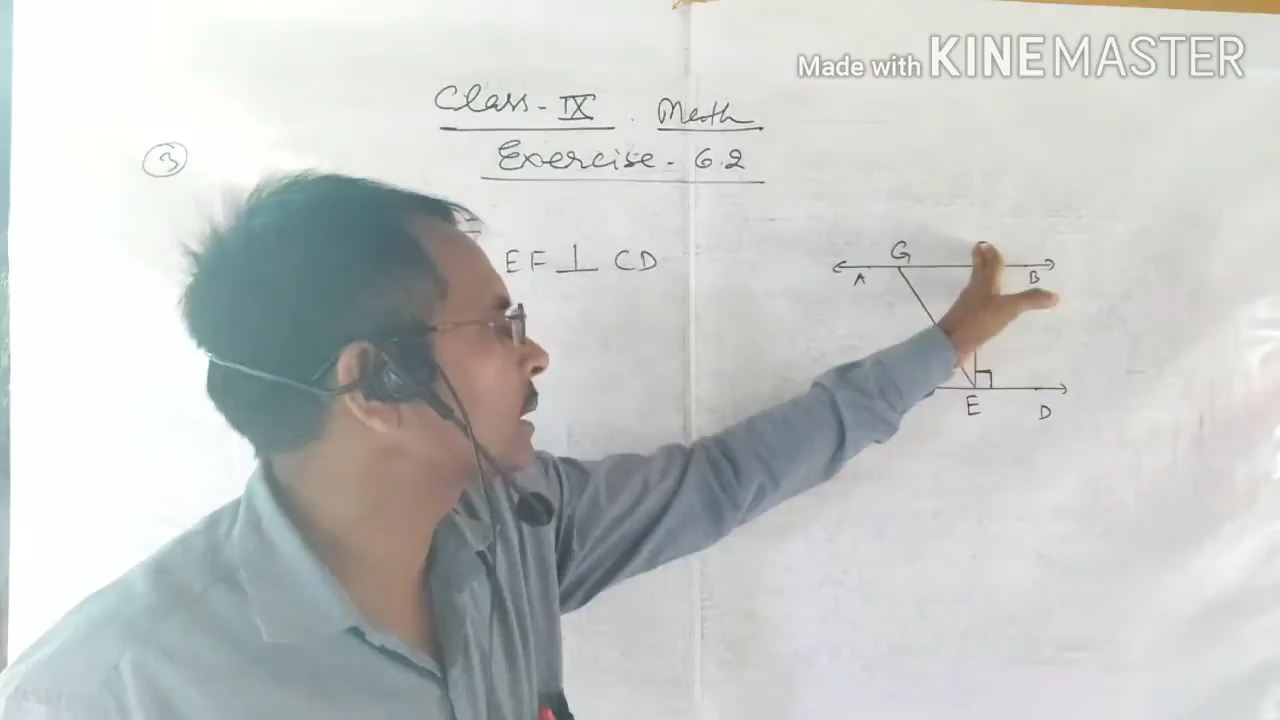 Made with KINEMASTER
Class - IX . Math
③
Exercise - 6.2
EF ⊥ CD
G
A
B
E
D